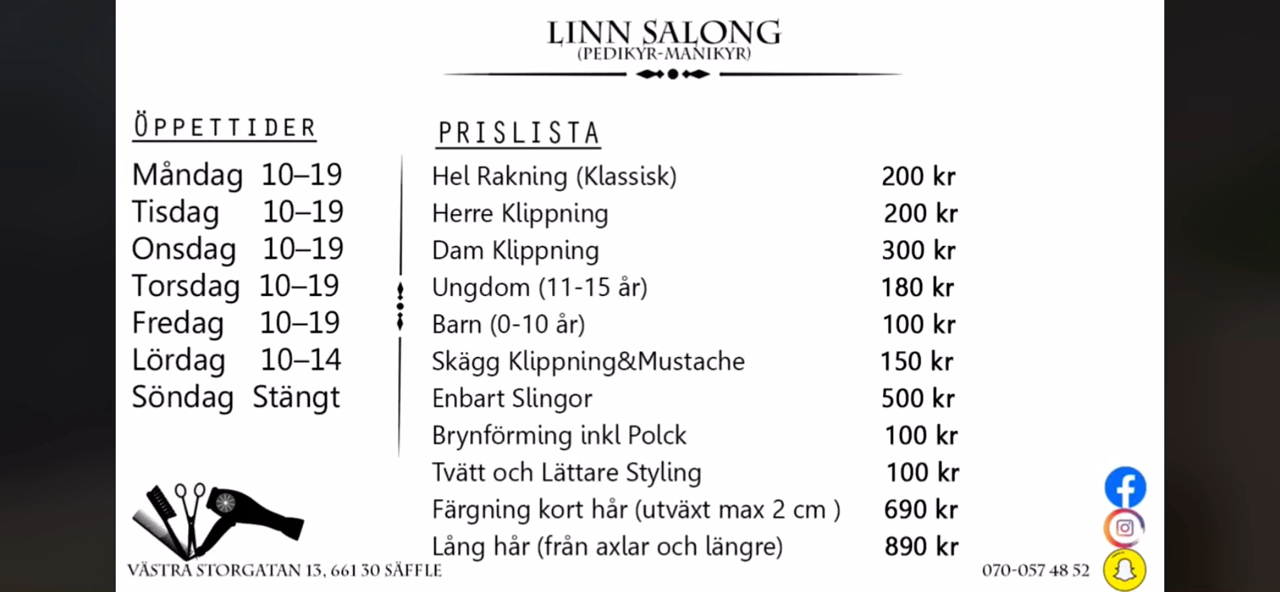 LINN SALONG
(PEDIKYR-MANIKYR)
ÖPPETTIDER
Måndag 10–19
Tisdag 10–19
Onsdag 10–19
Torsdag 10–19
Fredag 10–19
Lördag 10–14
Söndag Stängt
PRISLISTA
Hel Rakning (Klassisk) 200 kr
Herre Klippning 200 kr
Dam Klippning 300 kr
Ungdom (11-15 år) 180 kr
Barn (0-10 år) 100 kr
Skägg Klippning&Mustache 150 kr
Enbart Slingor 500 kr
Brynförming inkl Polck 100 kr
Tvätt och Lättare Styling 100 kr
Färgning kort hår (utväxt max 2 cm ) 690 kr
Lång hår (från axlar och längre) 890 kr
VÄSTRA STORGATAN 13, 661 30 SÄFFLE
070-057 48 52